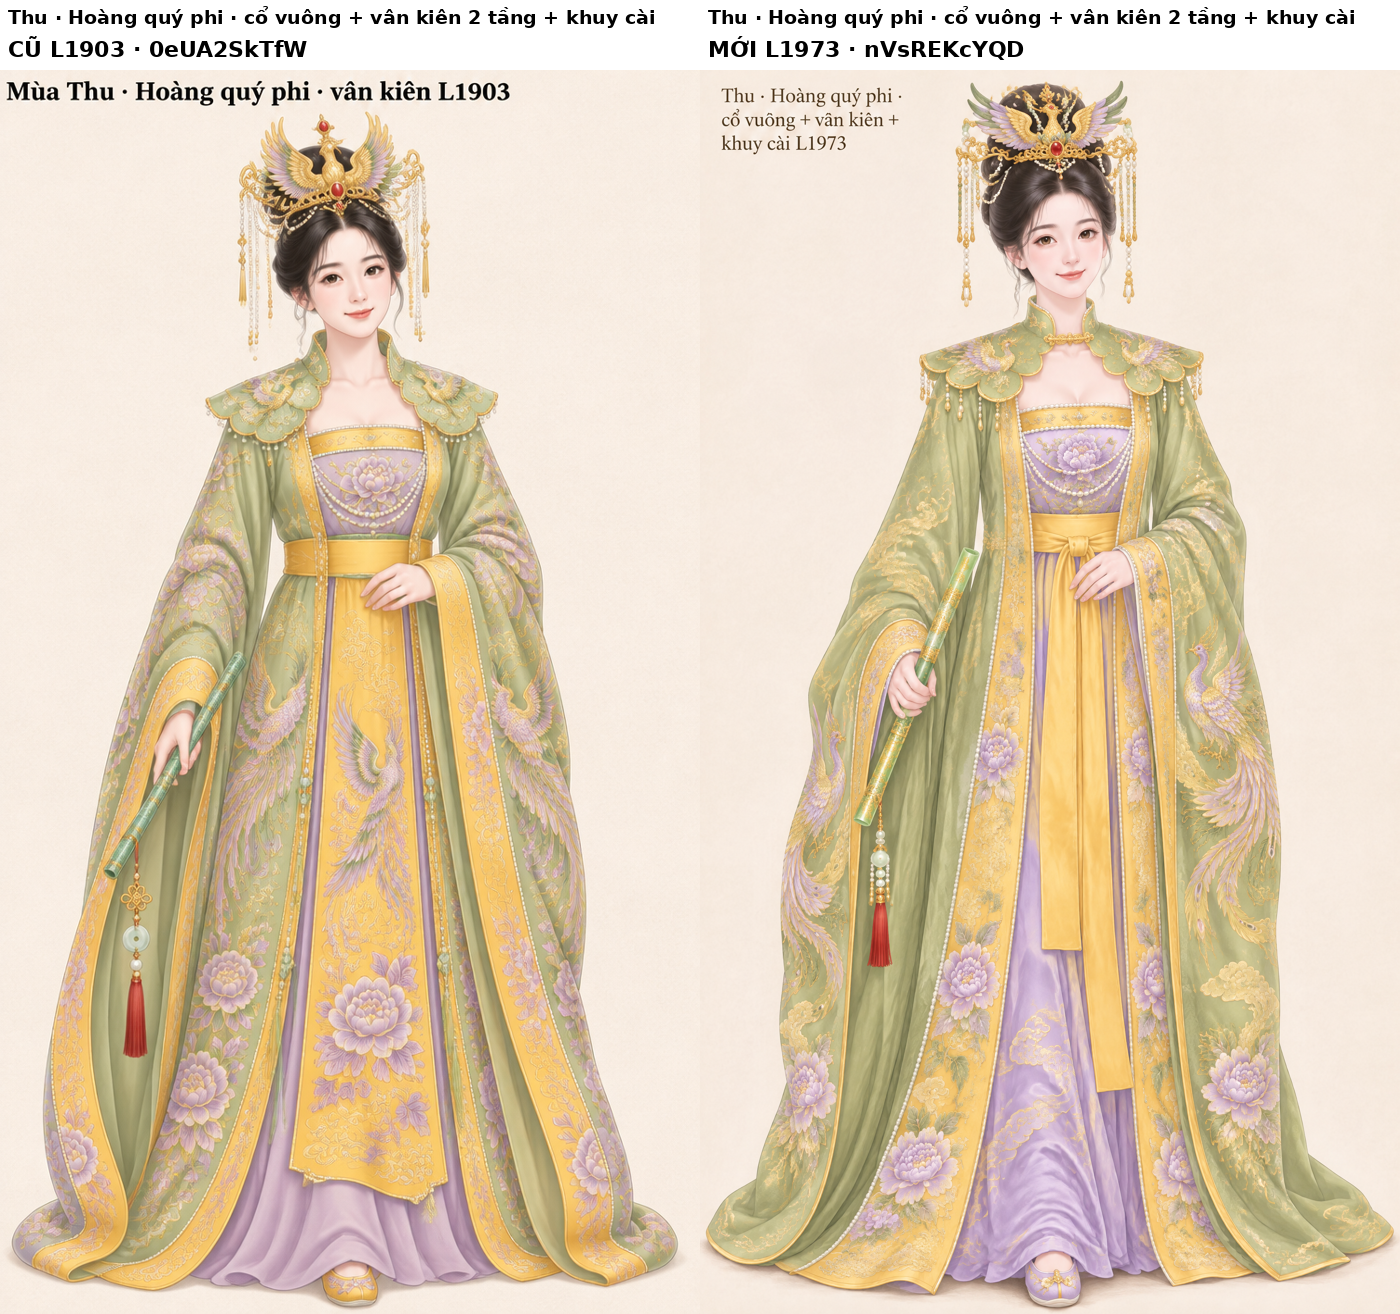 Thu · Hoàng quý phi · cổ vuông + vân kiên 2 tầng + khuy cài
CŨ L1903 · 0eUA2SkTfW
Mùa Thu · Hoàng quý phi · vân kiên L1903
Thu · Hoàng quý phi · cổ vuông + vân kiên 2 tầng + khuy cài
MỚI L1973 · nVsREKcYQD
Thu · Hoàng quý phi ·
cổ vuông + vân kiên +
khuy cài L1973